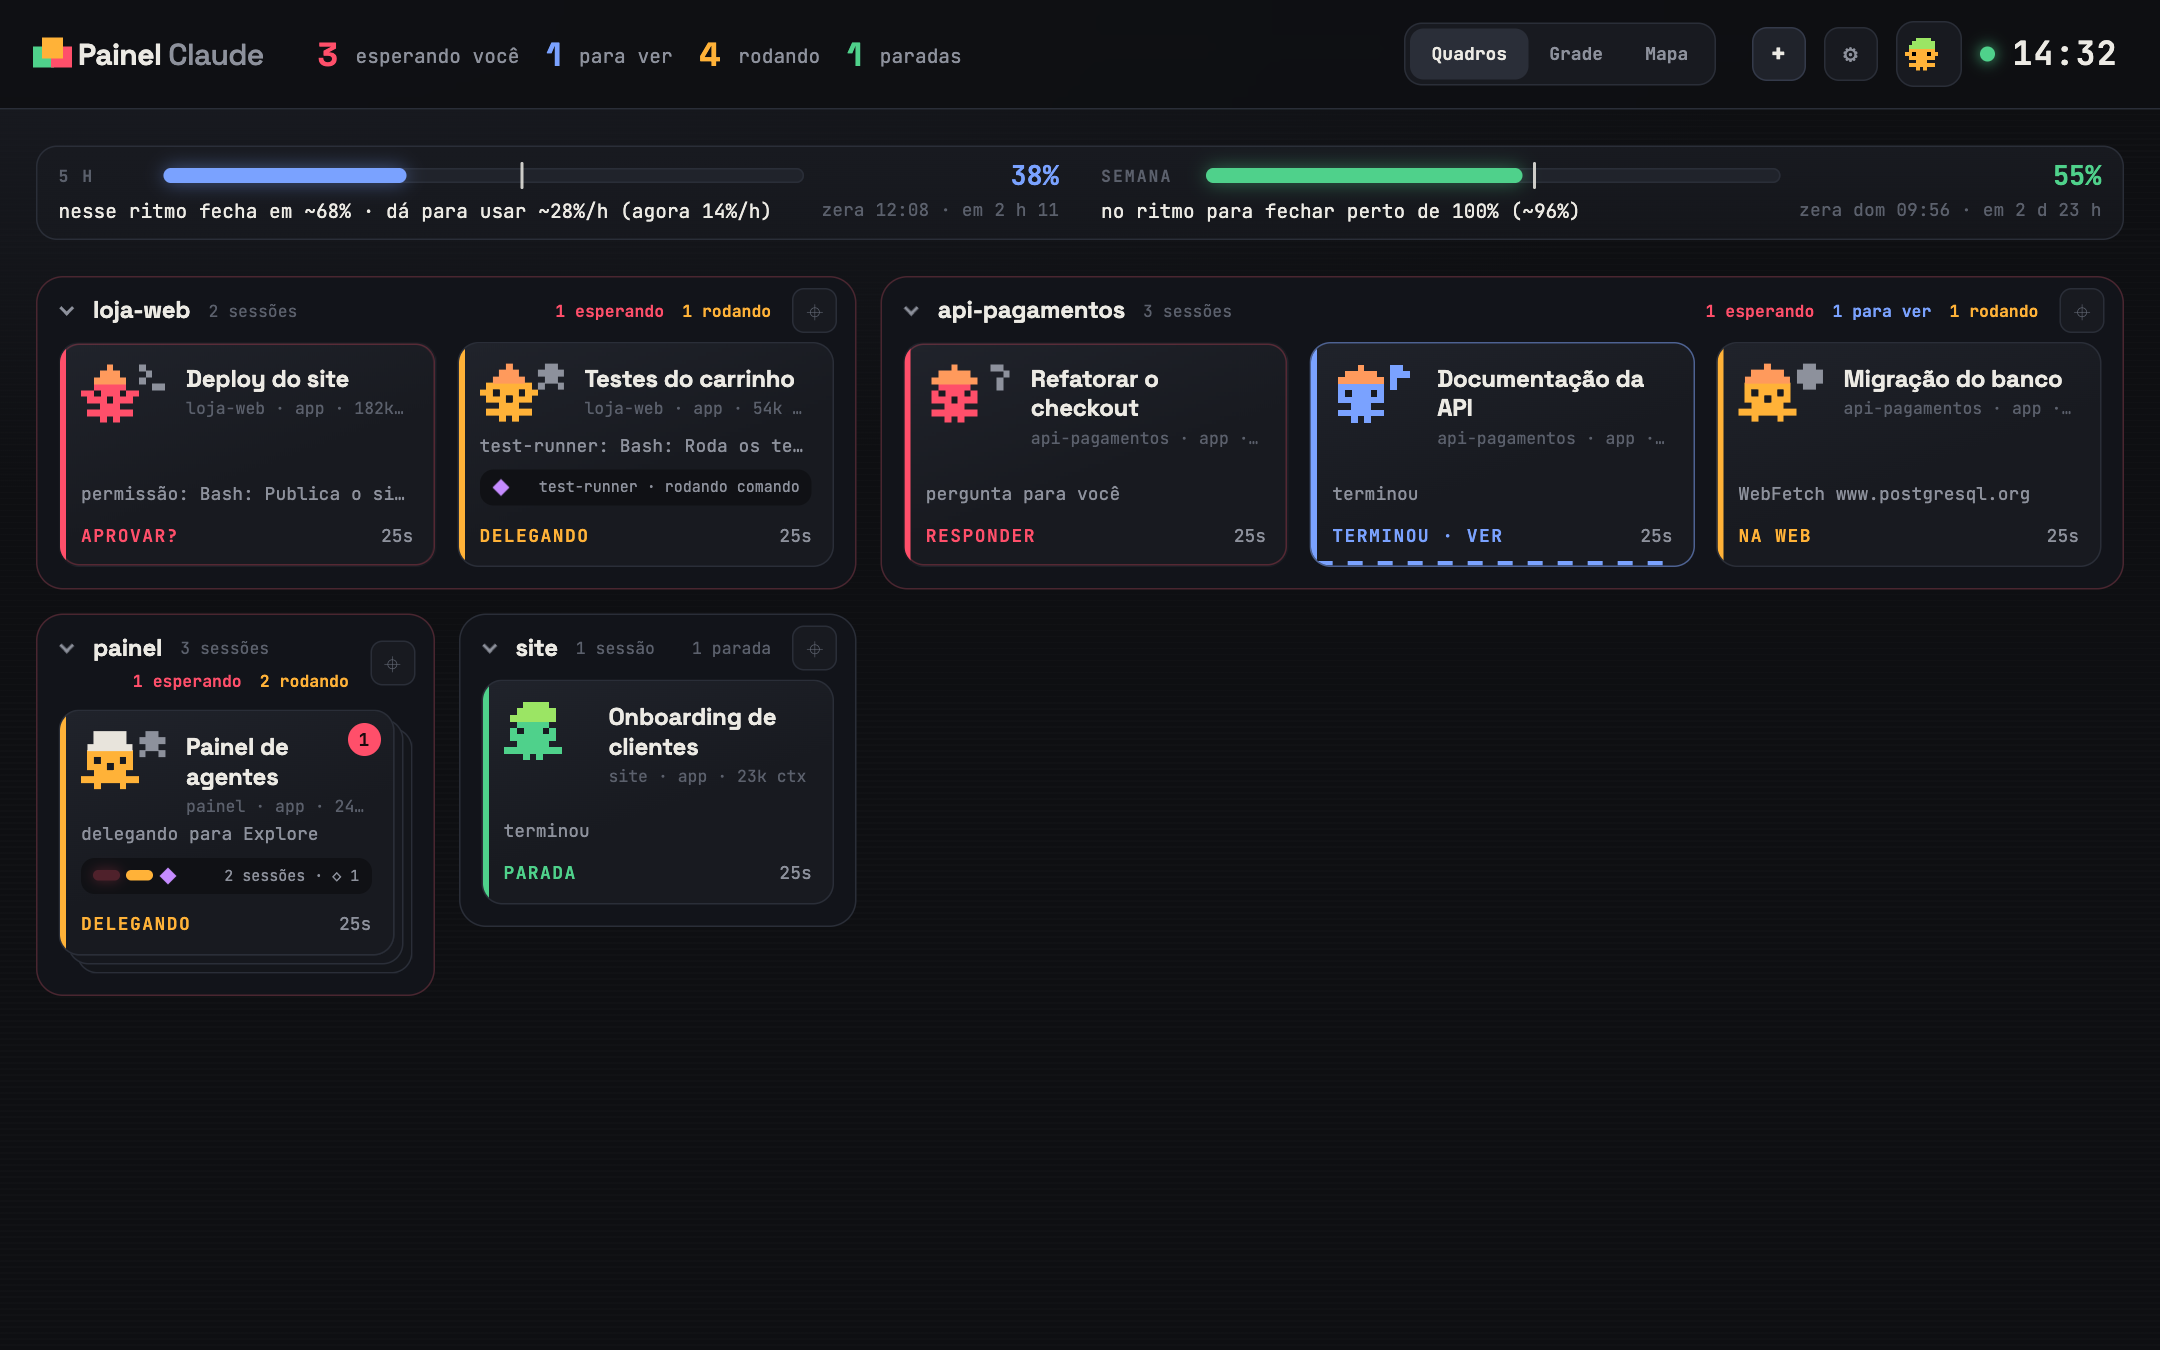 Painel Claude
3 esperando você 1 para ver 4 rodando 1 paradas
Quadros Grade Mapa
+
14:32
5 H 38%
nesse ritmo fecha em ~68% · dá para usar ~28%/h (agora 14%/h) zera 12:08 · em 2 h 11
SEMANA 55%
no ritmo para fechar perto de 100% (~96%) zera dom 09:56 · em 2 d 23 h
loja-web 2 sessões 1 esperando 1 rodando
Deploy do site
loja-web · app · 182k…
permissão: Bash: Publica o si…
APROVAR? 25s
Testes do carrinho
loja-web · app · 54k …
test-runner: Bash: Roda os te…
test-runner · rodando comando
DELEGANDO 25s
api-pagamentos 3 sessões 1 esperando 1 para ver 1 rodando
Refatorar o
checkout
api-pagamentos · app ·…
pergunta para você
RESPONDER 25s
Documentação da
API
api-pagamentos · app ·…
terminou
TERMINOU · VER 25s
Migração do banco
api-pagamentos · app ·…
WebFetch www.postgresql.org
NA WEB 25s
painel 3 sessões
1 esperando 2 rodando
Painel de
agentes
1
painel · app · 24…
delegando para Explore
2 sessões · ◇ 1
DELEGANDO 25s
site 1 sessão 1 parada
Onboarding de
clientes
site · app · 23k ctx
terminou
PARADA 25s